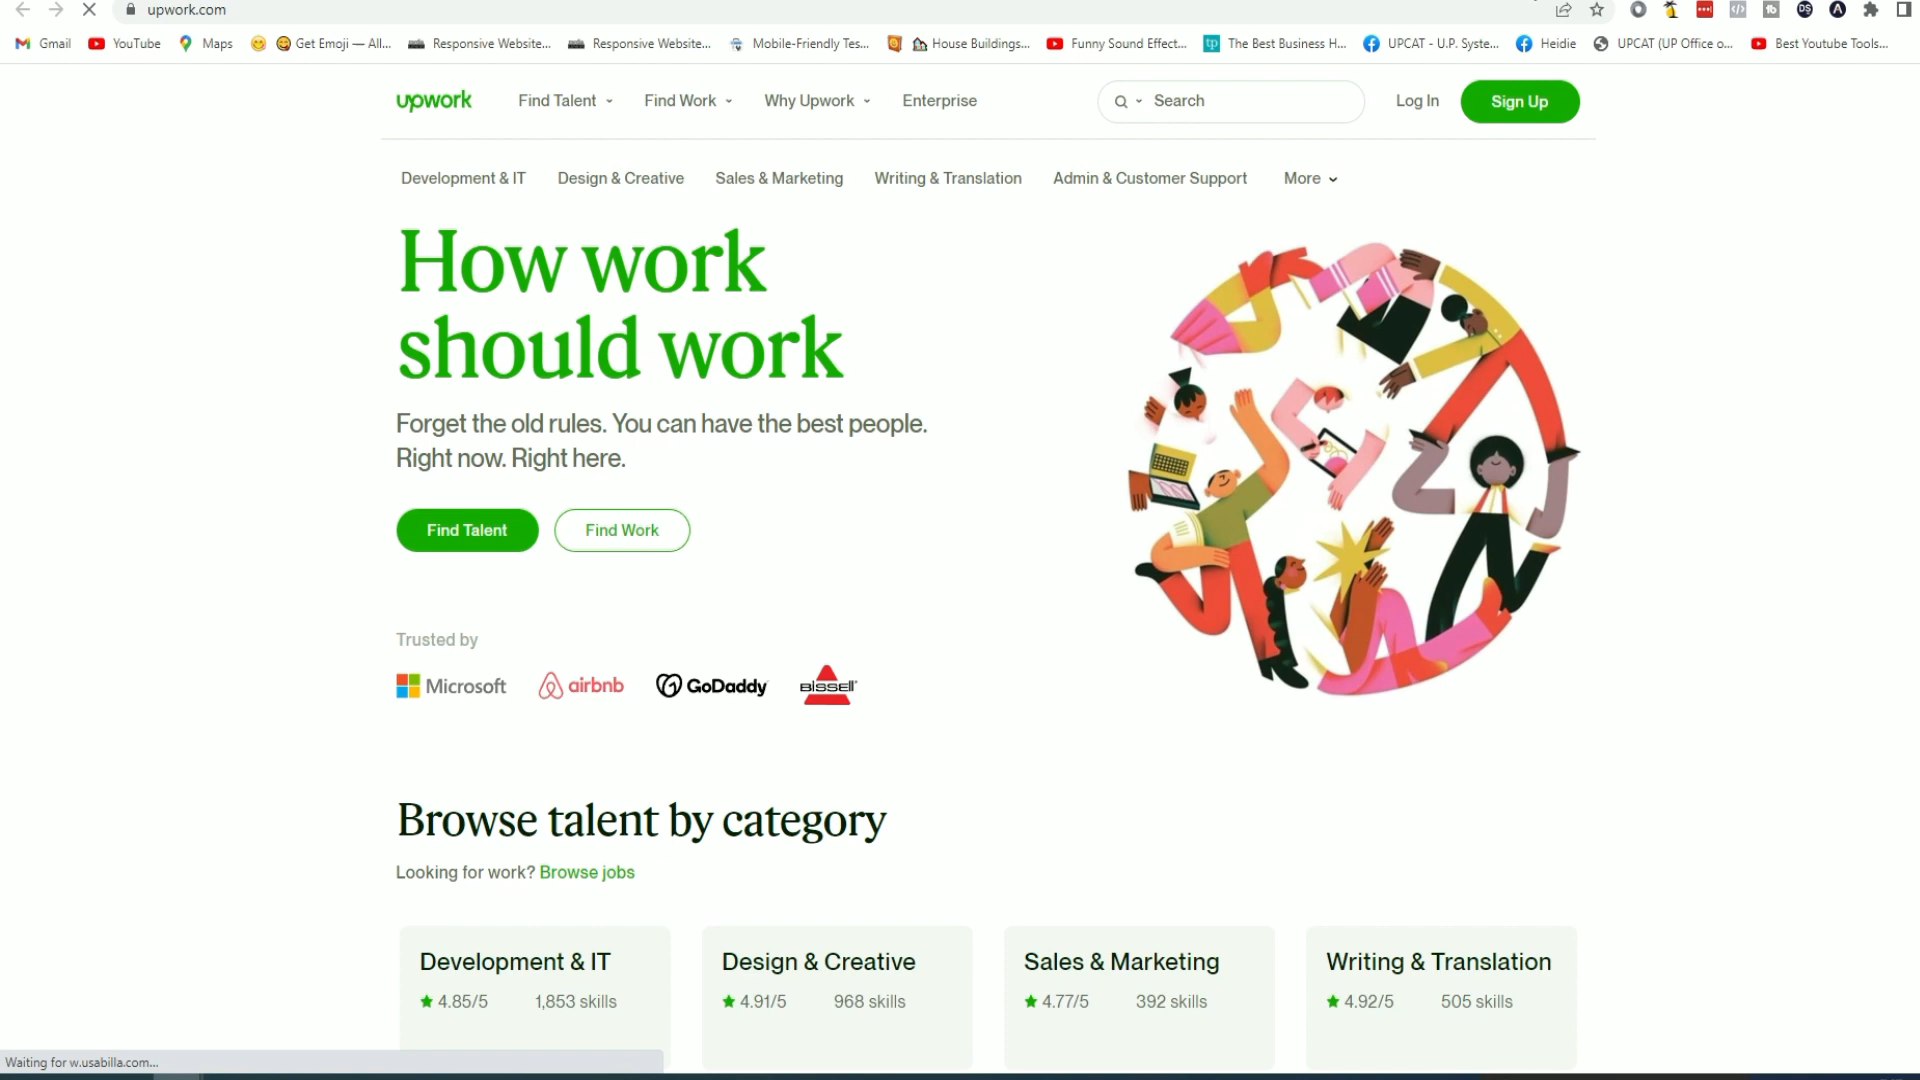 upwork.com
Gmail YouTube Maps Get Emoji — All... Responsive Website... Responsive Website... Mobile-Friendly Tes... House Buildings... Funny Sound Effect... The Best Business H... UPCAT - U.P. Syste... Heidie UPCAT (UP Office o... Best Youtube Tools...
upwork Find Talent Find Work Why Upwork Enterprise Search Log In Sign Up
Development & IT Design & Creative Sales & Marketing Writing & Translation Admin & Customer Support More
How work
should work
Forget the old rules. You can have the best people.
Right now. Right here.
Find Talent Find Work
Trusted by
Microsoft airbnb GoDaddy BISSELL
Browse talent by category
Looking for work? Browse jobs
Development & IT Design & Creative Sales & Marketing Writing & Translation
4.85/5 1,853 skills 4.91/5 968 skills 4.77/5 392 skills 4.92/5 505 skills
Waiting for w.usabilla.com...